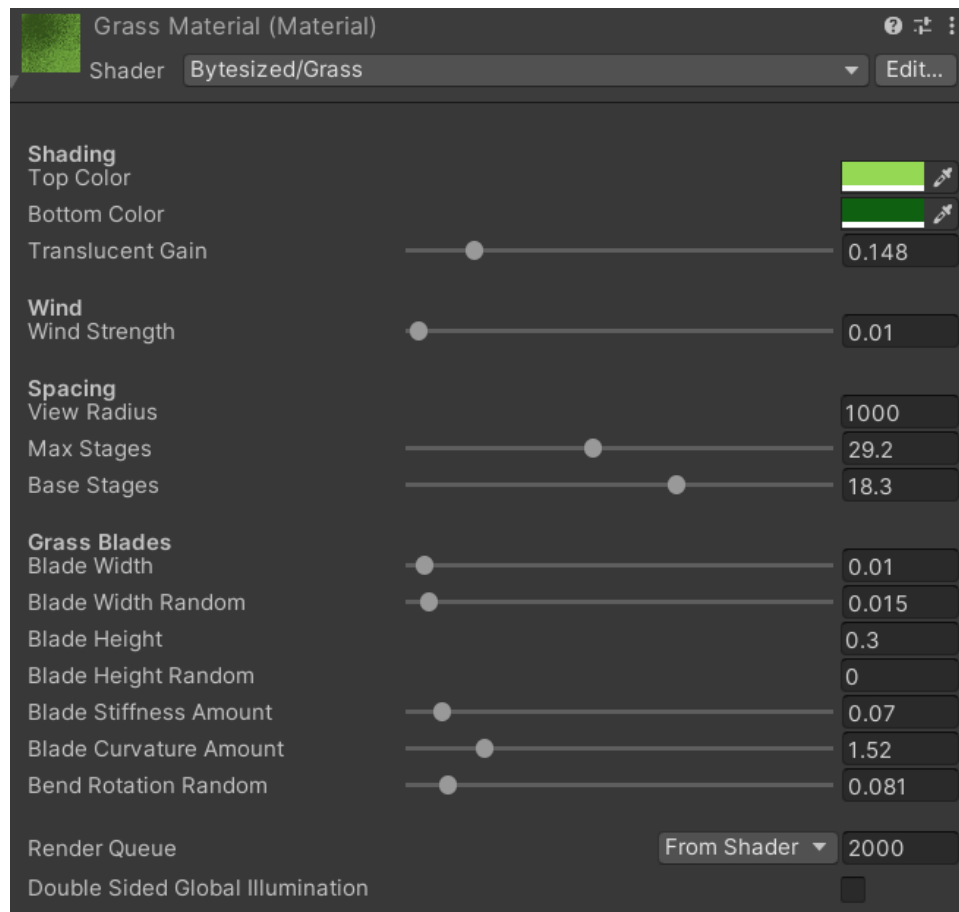 Grass Material (Material)
Shader Bytesized/Grass Edit...
Shading
Top Color
Bottom Color
Translucent Gain 0.148
Wind
Wind Strength 0.01
Spacing
View Radius 1000
Max Stages 29.2
Base Stages 18.3
Grass Blades
Blade Width 0.01
Blade Width Random 0.015
Blade Height 0.3
Blade Height Random 0
Blade Stiffness Amount 0.07
Blade Curvature Amount 1.52
Bend Rotation Random 0.081
Render Queue From Shader 2000
Double Sided Global Illumination